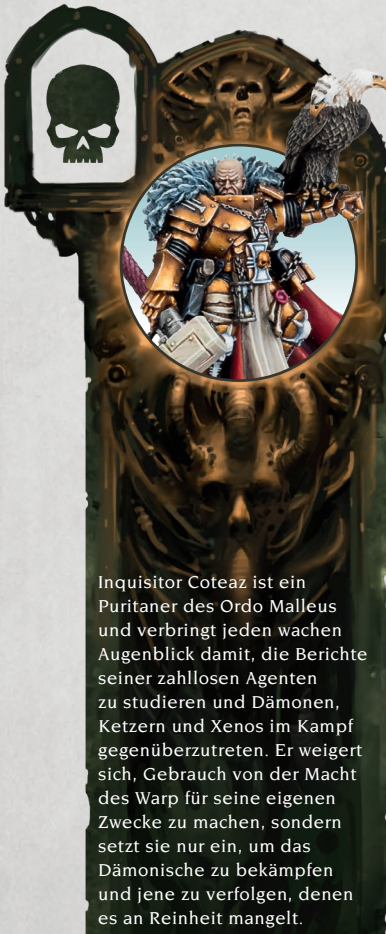 Inquisitor Coteaz ist ein
Puritaner des Ordo Malleus
und verbringt jeden wachen
Augenblick damit, die Berichte
seiner zahllosen Agenten
zu studieren und Dämonen,
Ketzern und Xenos im Kampf
gegenüberzutreten. Er weigert
sich, Gebrauch von der Macht
des Warp für seine eigenen
Zwecke zu machen, sondern
setzt sie nur ein, um das
Dämonische zu bekämpfen
und jene zu verfolgen, denen
es an Reinheit mangelt.